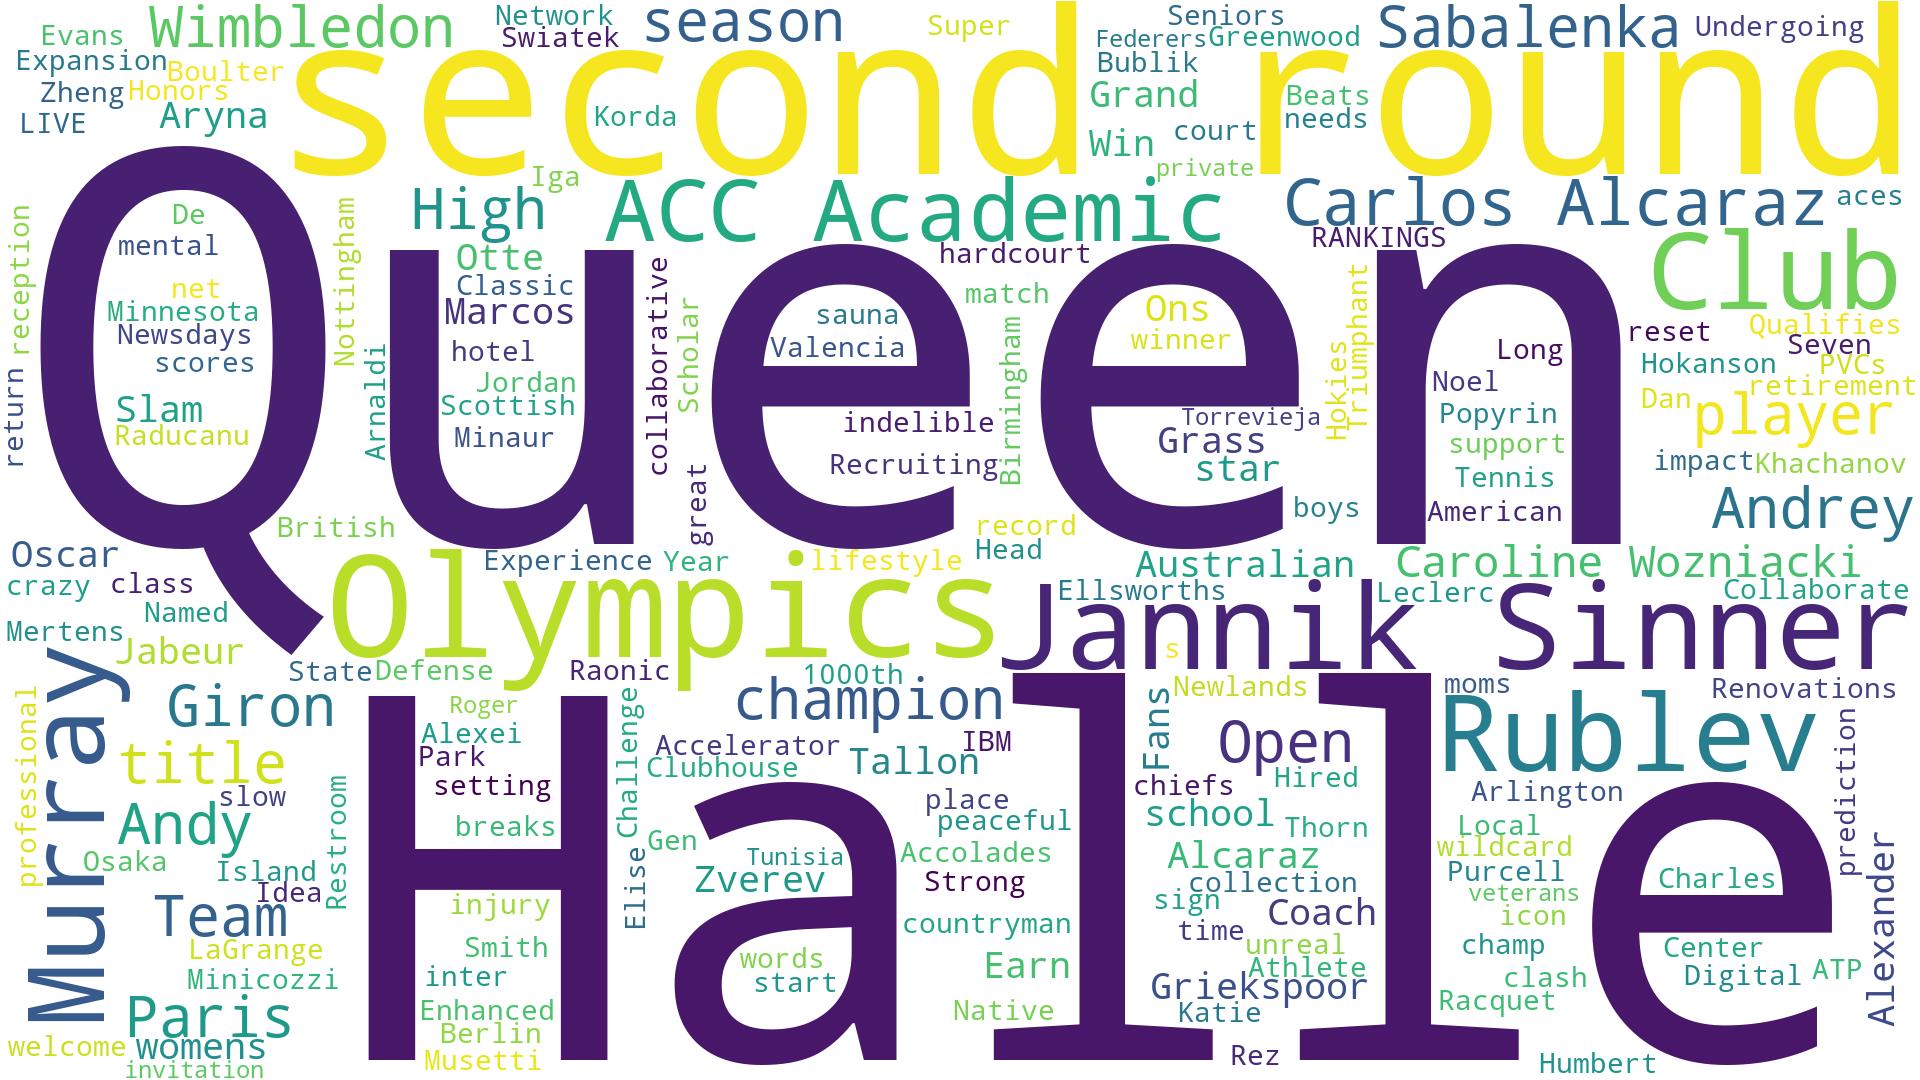 Evans
Wimbledon
Network
Swiatek
season
Super
Seniors
Federers
Greenwood
Sabalenka
Undergoing
Expansion
Boulter
Zheng
Honors
LIVE
Aryna
second round
Korda
Bublik
Grand
Beats
needs
court
Win
private
Iga
High
ACC Academic
Carlos Alcaraz
aces
RANKINGS
Queen
De
mental
net
Minnesota
Newsdays
scores
Slam
Raducanu
reception
return
Nottingham
Arnaldi
Otte
Classic
Marcos
hotel
Jordan
Scottish
Minaur
collaborative
Scholar
great
hardcourt
match
sauna
Valencia
indelible
Recruiting
Birmingham
Ons
winner
Torrevieja
Grass
star
Hokies
Triumphant
Long
Noel
Popyrin
support
Tennis
American
boys
Club
reset
Qualifies
Seven
Hokanson
PVCs
retirement
Dan
player
impact
Khachanov
Andrey
British
record
Head
Oscar
crazy
class
Named
Mertens
Jabeur
Experience
Year
lifestyle
Olympics
Australian
Caroline Wozniacki
Ellsworths
Leclerc
Collaborate
Jannik Sinner
s
State
Defense
Raonic
1000th
Newlands
moms
Renovations
Murray
professional
Giron
title
slow
Andy
Osaka
Island
Idea
Restroom
Team
LaGrange
Minicozzi
Paris
welcome
womens
invitation
Halle
Roger
Alexei
Park
setting
breaks
injury
Smith
inter
Enhanced
Berlin
Musetti
Challenge
Elise
champion
Accelerator
IBM
Clubhouse
Tallon
place
peaceful
Gen
Tunisia
Accolades
Zverev
Strong
countryman
words
start
Earn
Native
Fans
Open
chiefs
Hired
school
Thorn
Alcaraz
collection
sign
Coach
time
unreal
Athlete
Griekspoor
Katie
Rez
Rublev
Arlington
prediction
Local
wildcard
Purcell
veterans
icon
champ
clash
Racquet
Charles
Center
Digital
ATP
Alexander
Humbert